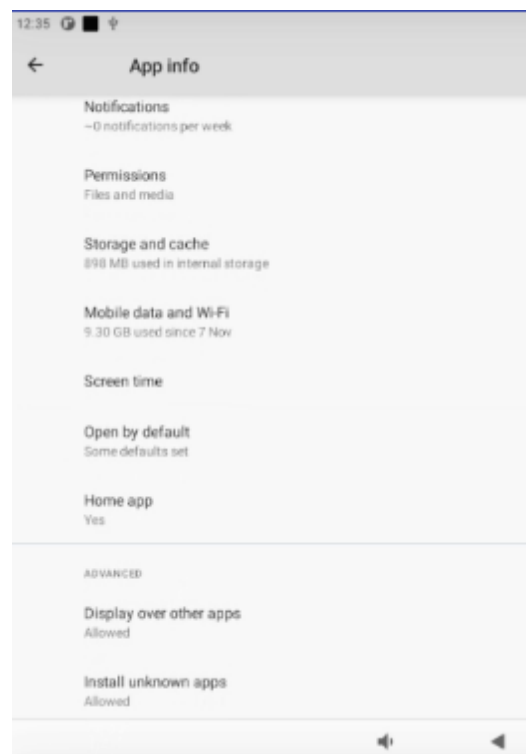 12:35
App info
Notifications
~0 notifications per week
Permissions
Files and media
Storage and cache
898 MB used in internal storage
Mobile data and Wi-Fi
9.30 GB used since 7 Nov
Screen time
Open by default
Some defaults set
Home app
Yes
ADVANCED
Display over other apps
Allowed
Install unknown apps
Allowed